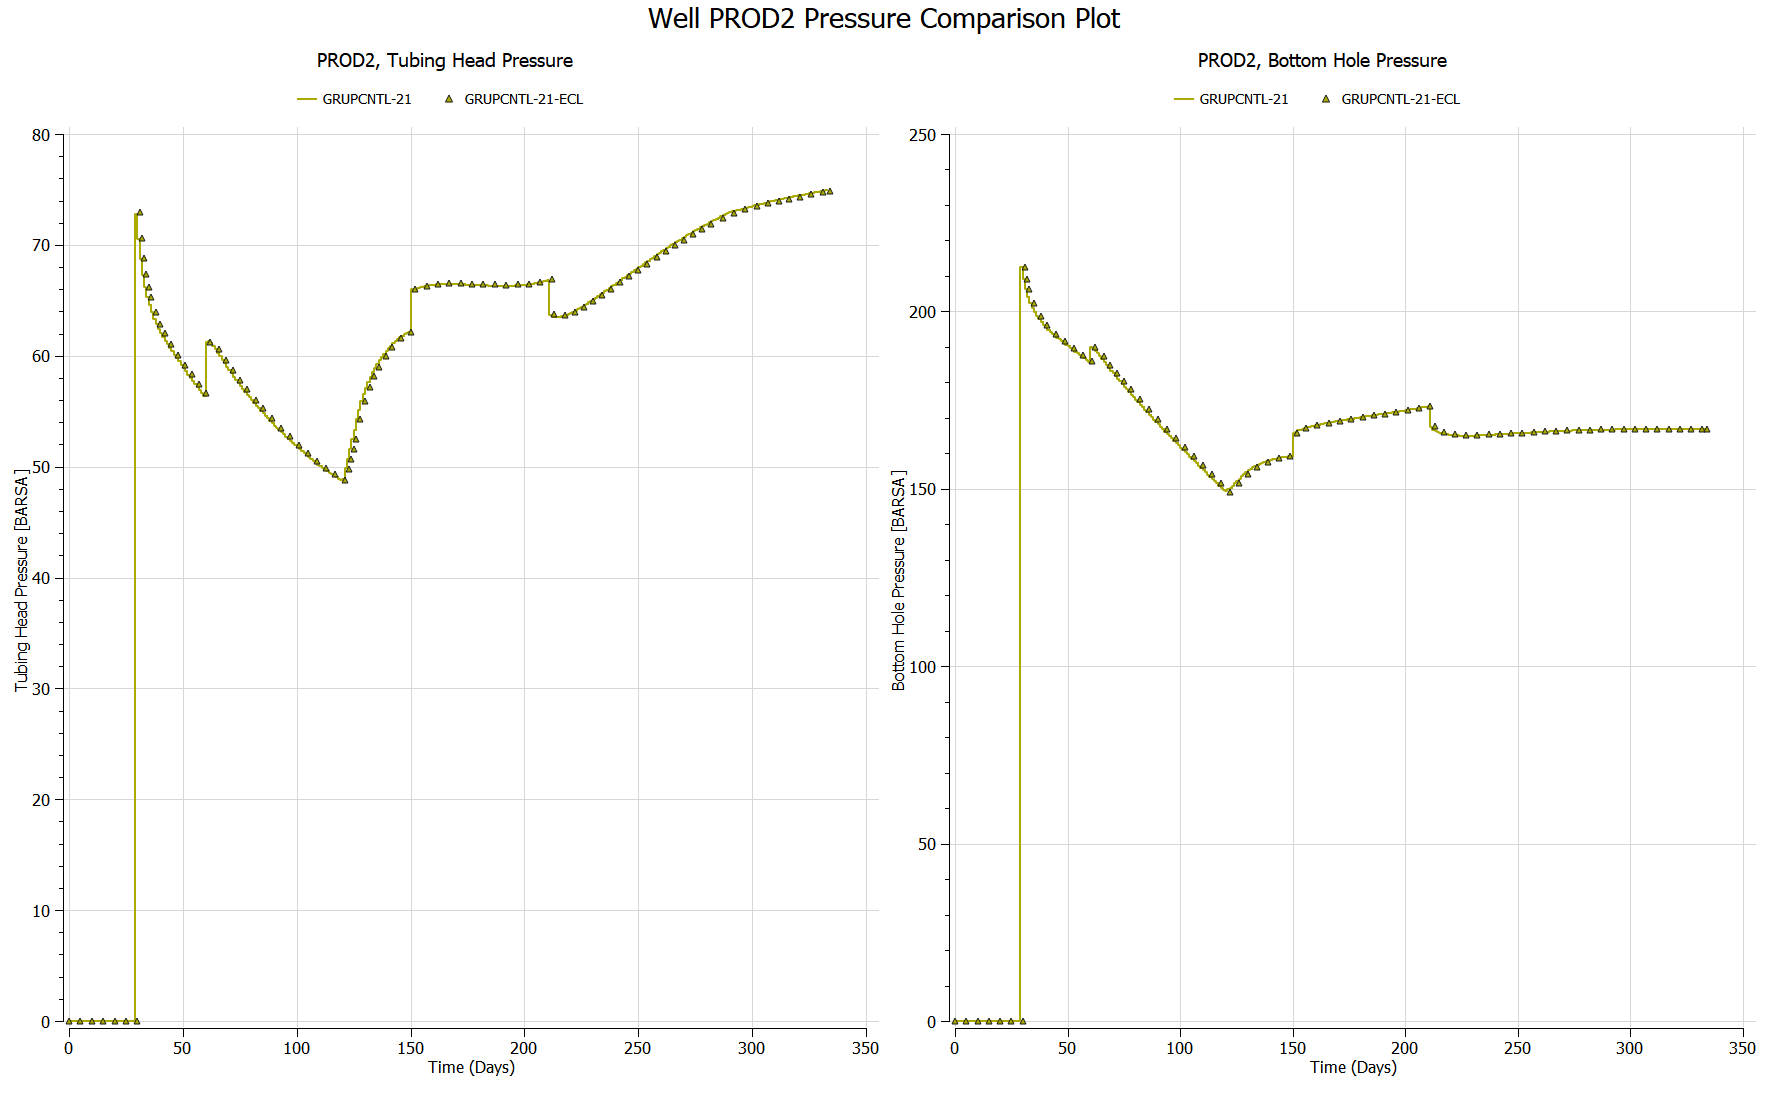 Well PROD2 Pressure Comparison Plot
PROD2, Tubing Head Pressure
GRUPCNTL-21 GRUPCNTL-21-ECL
80
70
60
50
40
30
20
10
0
Tubing Head Pressure [BARSA]
0 50 100 150 200 250 300 350
Time (Days)
PROD2, Bottom Hole Pressure
GRUPCNTL-21 GRUPCNTL-21-ECL
250
200
150
100
50
0
Bottom Hole Pressure [BARSA]
0 50 100 150 200 250 300 350
Time (Days)